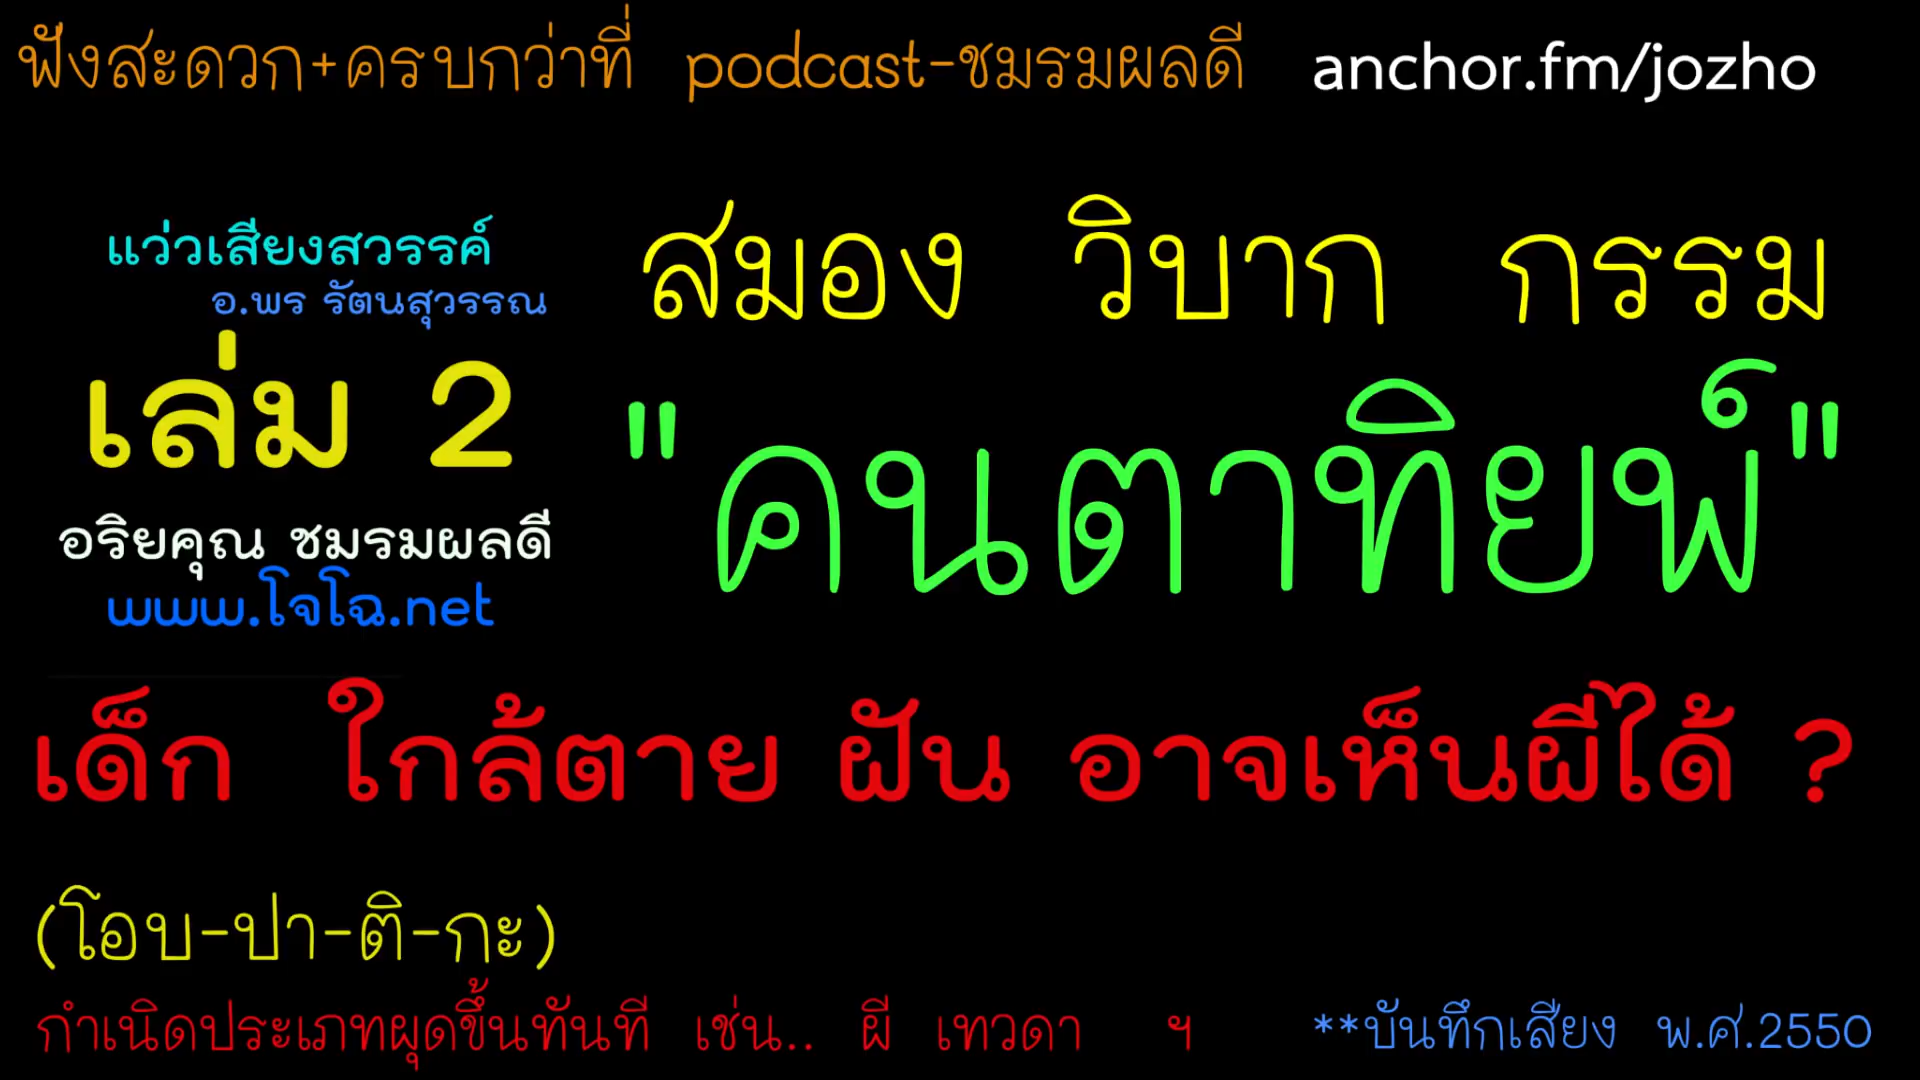 ฟังสะดวก+ครบกว่าที่ podcast-ชมรมผลดี anchor.fm/jozho
แว่วเสียงสวรรค์
อ.พร รัตนสุวรรณ
เล่ม 2
อริยคุณ ชมรมผลดี
www.โจโฉ.net
สมอง วิบาก กรรม
"คนตาทิยพ์"
เด็ก ใกล้ตาย ฝัน อาจเห็นผีได้ ?
(โอบ-ปา-ติ-กะ)
กำเนิดประเภทผุดขึ้นทันที เช่น.. ผี เทวดา ฯ **บันทึกเสียง พ.ศ.2550